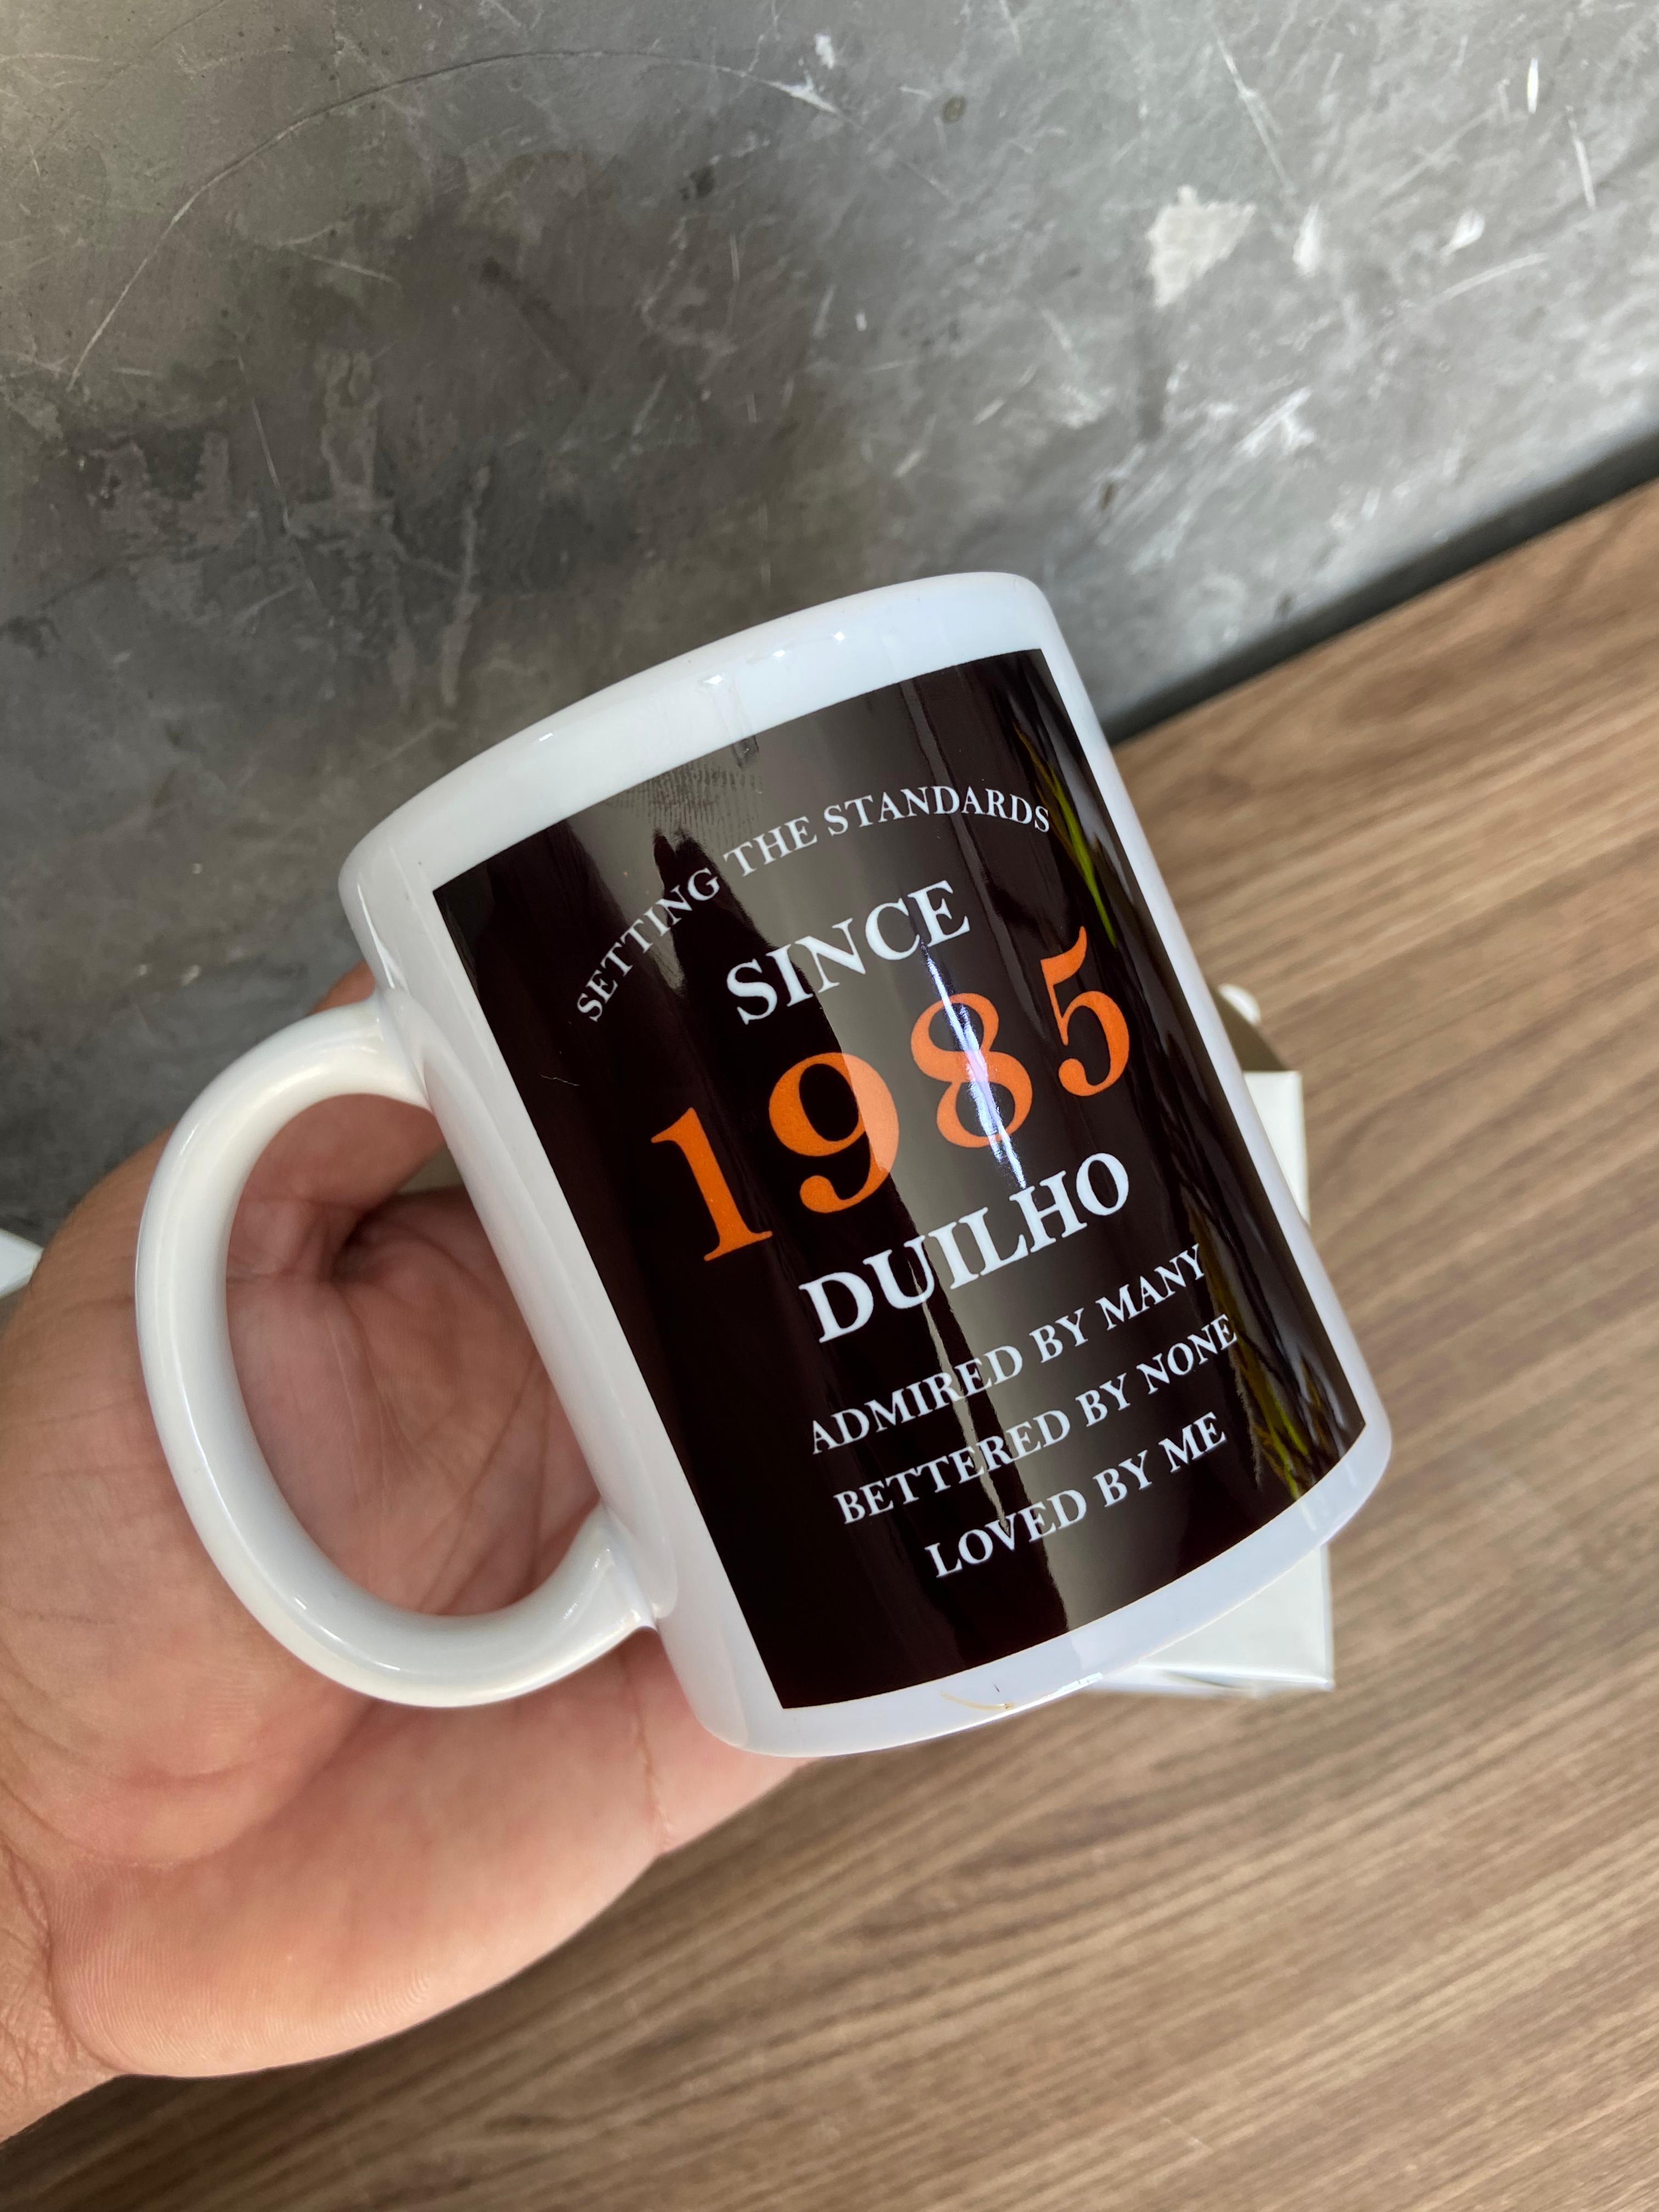 SETTING THE STANDARDS
SINCE
1985
DUILHO
ADMIRED BY MANY
BETTERED BY NONE
LOVED BY ME